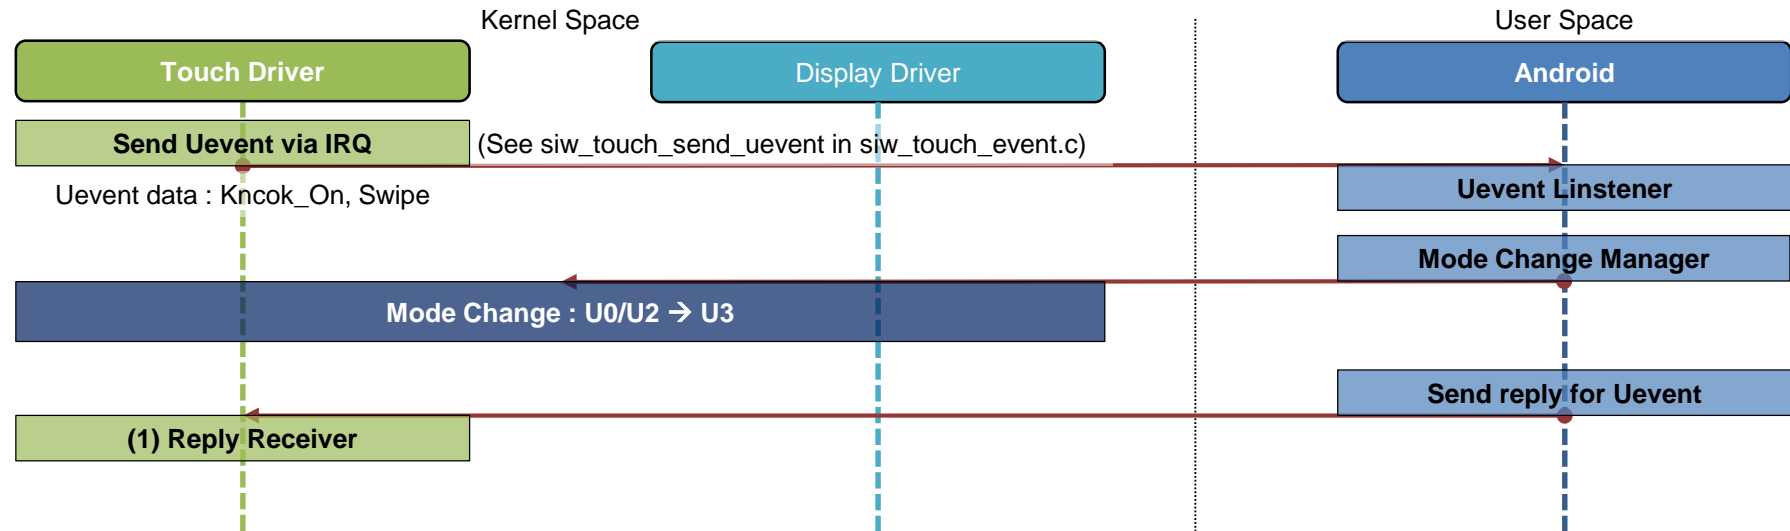 Kernel Space
User Space
Touch Driver
Display Driver
Android
Send Uevent via IRQ
(See siw_touch_send_uevent in siw_touch_event.c)
Uevent data : Kncok_On, Swipe
Uevent Linstener
Mode Change Manager
Mode Change : U0/U2 → U3
Send reply for Uevent
(1) Reply Receiver